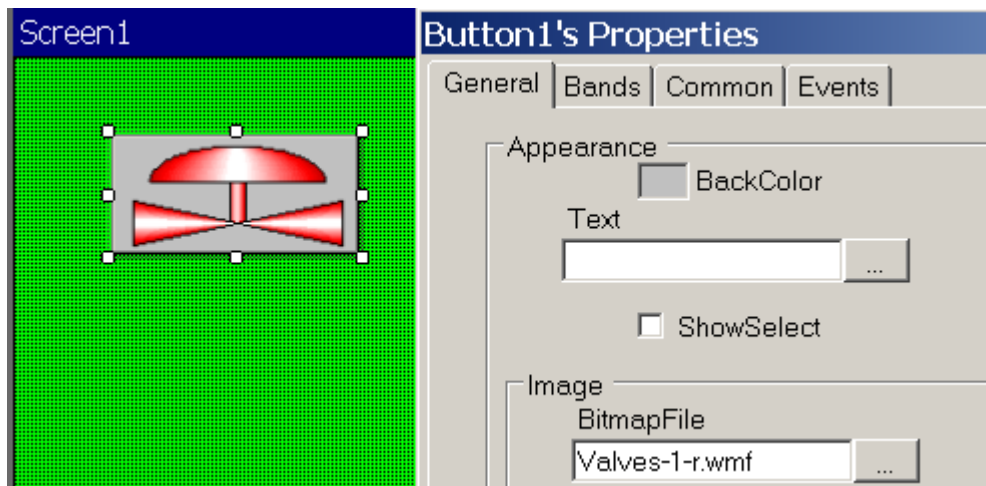 Screen1
Button1's Properties
General Bands Common Events
Appearance
BackColor
Text
...
ShowSelect
Image
BitmapFile
Valves-1-r.wmf ...